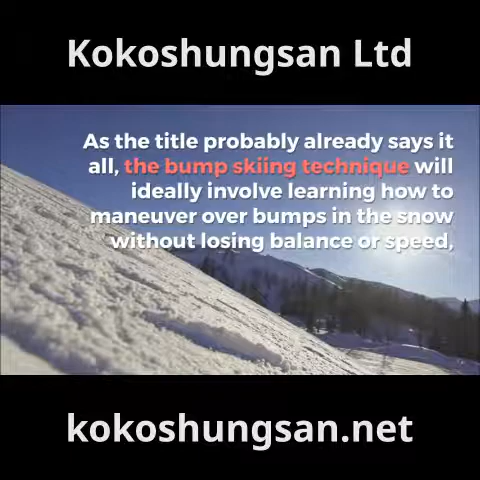 Kokoshungsan Ltd
As the title probably already says it
all, the bump skiing technique will
ideally involve learning how to
maneuver over bumps in the snow
without losing balance or speed,
kokoshungsan.net